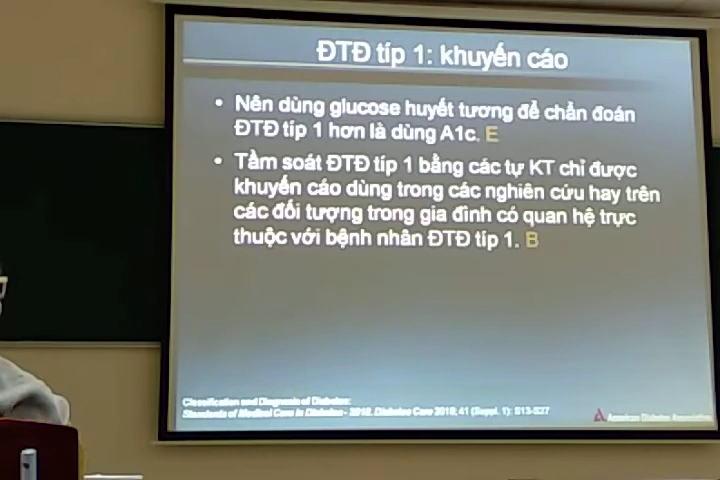 ĐTĐ típ 1: khuyến cáo
• Nên dùng glucose huyết tương để chẩn đoán
ĐTĐ típ 1 hơn là dùng A1c. E
• Tầm soát ĐTĐ típ 1 bằng các tự KT chỉ được
khuyến cáo dùng trong các nghiên cứu hay trên
các đối tượng trong gia đình có quan hệ trực
thuộc với bệnh nhân ĐTĐ típ 1. B
Classification and Diagnosis of Diabetes:
Standards of Medical Care in Diabetes - 2018. Diabetes Care 2018; 41 (Suppl. 1): S13-S27
American Diabetes Association